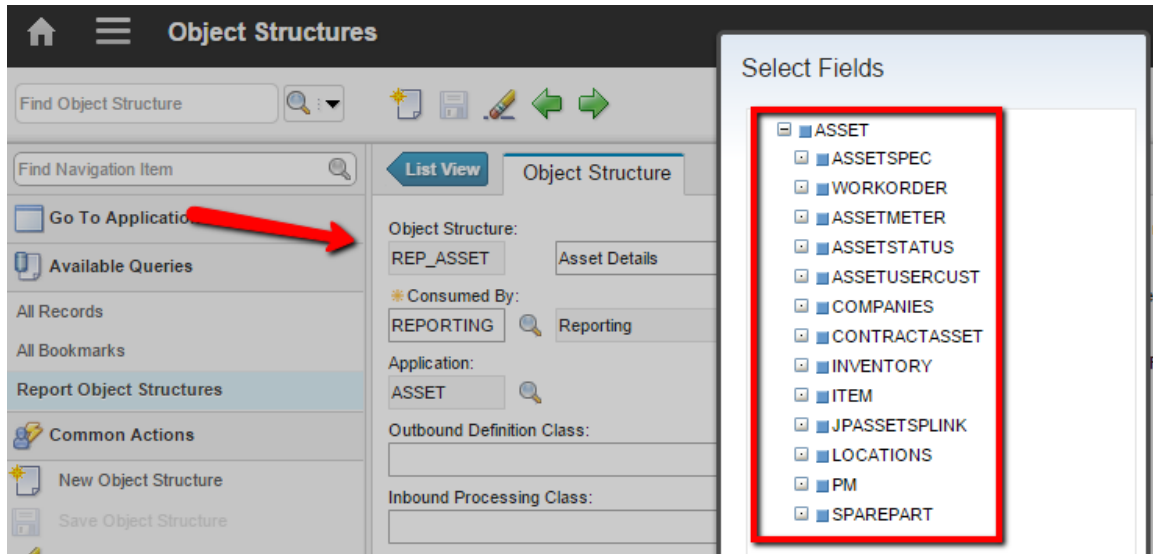 Object Structures
Find Object Structure
Find Navigation Item
Go To Application
Available Queries
All Records
All Bookmarks
Report Object Structures
Common Actions
New Object Structure
Save Object Structure
List View
Object Structure
Object Structure:
REP_ASSET Asset Details
Consumed By:
REPORTING Reporting
Application:
ASSET
Outbound Definition Class:
Inbound Processing Class:
Select Fields
ASSET
ASSETSPEC
WORKORDER
ASSETMETER
ASSETSTATUS
ASSETUSERCUST
COMPANIES
CONTRACTASSET
INVENTORY
ITEM
JPASSETSPLINK
LOCATIONS
PM
SPAREPART